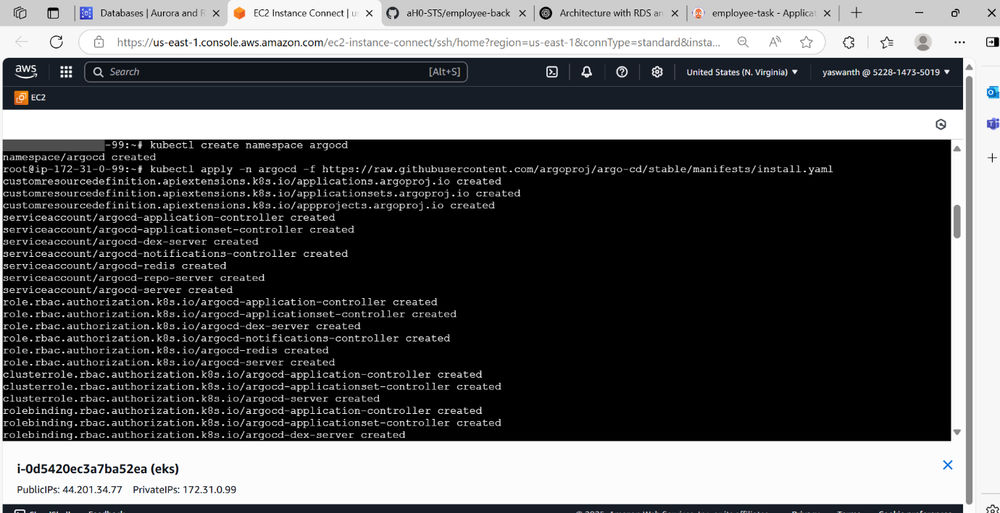 Databases | Aurora and R
EC2 Instance Connect | us
aH0-STS/employee-back
Architecture with RDS an
employee-task - Applicat
https://us-east-1.console.aws.amazon.com/ec2-instance-connect/ssh/home?region=us-east-1&connType=standard&insta...
aws
Search
[Alt+S]
United States (N. Virginia)
yaswanth @ 5228-1473-5019
EC2
-99:~# kubectl create namespace argocd
namespace/argocd created
root@ip-172-31-0-99:~# kubectl apply -n argocd -f https://raw.githubusercontent.com/argoproj/argo-cd/stable/manifests/install.yaml
customresourcedefinition.apiextensions.k8s.io/applications.argoproj.io created
customresourcedefinition.apiextensions.k8s.io/applicationsets.argoproj.io created
customresourcedefinition.apiextensions.k8s.io/appprojects.argoproj.io created
serviceaccount/argocd-application-controller created
serviceaccount/argocd-applicationset-controller created
serviceaccount/argocd-dex-server created
serviceaccount/argocd-notifications-controller created
serviceaccount/argocd-redis created
serviceaccount/argocd-repo-server created
serviceaccount/argocd-server created
role.rbac.authorization.k8s.io/argocd-application-controller created
role.rbac.authorization.k8s.io/argocd-applicationset-controller created
role.rbac.authorization.k8s.io/argocd-dex-server created
role.rbac.authorization.k8s.io/argocd-notifications-controller created
role.rbac.authorization.k8s.io/argocd-redis created
role.rbac.authorization.k8s.io/argocd-server created
clusterrole.rbac.authorization.k8s.io/argocd-application-controller created
clusterrole.rbac.authorization.k8s.io/argocd-applicationset-controller created
clusterrole.rbac.authorization.k8s.io/argocd-server created
rolebinding.rbac.authorization.k8s.io/argocd-application-controller created
rolebinding.rbac.authorization.k8s.io/argocd-applicationset-controller created
rolebinding.rbac.authorization.k8s.io/argocd-dex-server created
i-0d5420ec3a7ba52ea (eks)
PublicIPs: 44.201.34.77 PrivateIPs: 172.31.0.99